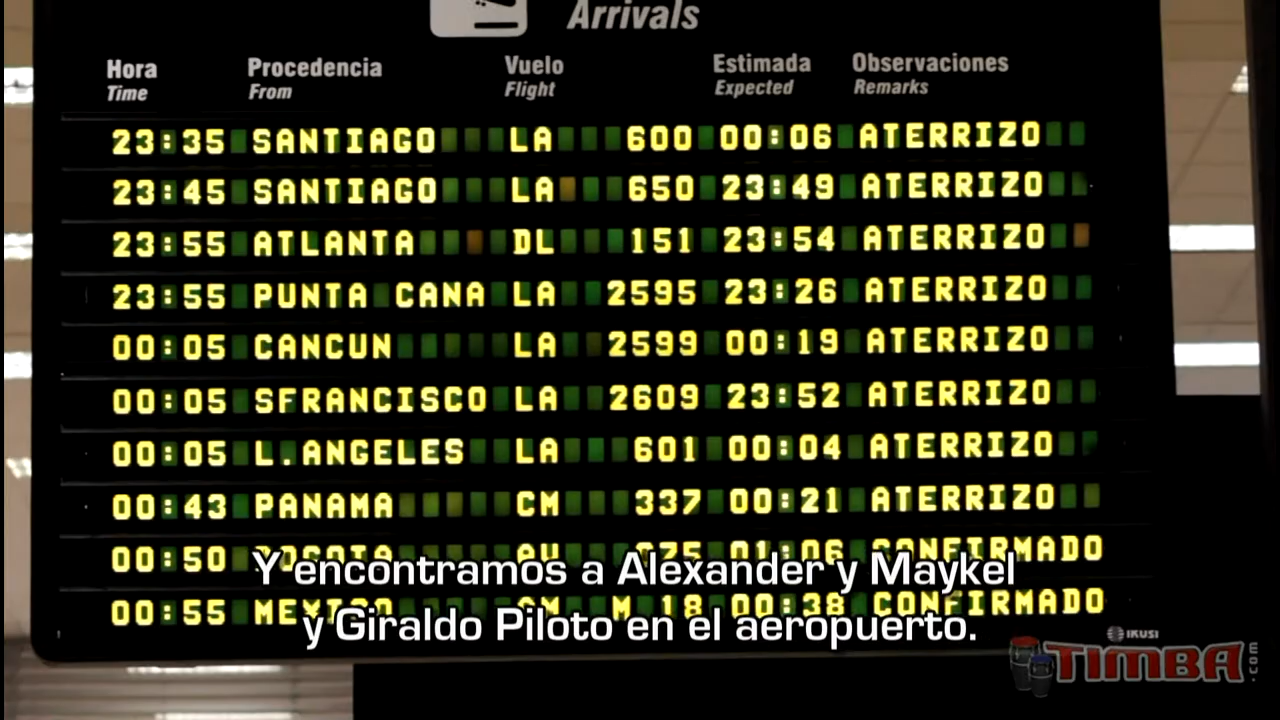 Arrivals
Hora Procedencia Vuelo Estimada Observaciones
Time From Flight Expected Remarks
23:35 SANTIAGO LA 600 00:06 ATERRIZO
23:45 SANTIAGO LA 650 23:49 ATERRIZO
23:55 ATLANTA DL 151 23:54 ATERRIZO
23:55 PUNTA CANA LA 2595 23:26 ATERRIZO
00:05 CANCUN LA 2599 00:19 ATERRIZO
00:05 SFRANCISCO LA 2609 23:52 ATERRIZO
00:05 L.ANGELES LA 601 00:04 ATERRIZO
00:43 PANAMA CM 337 00:21 ATERRIZO
00:50 01:06 CONFIRMADO
Y encontramos a Alexander y Maykel
00:55 MEXICO AM 18 00:38 CONFIRMADO
y Giraldo Piloto en el aeropuerto.
IKUSI
TIMBA.com